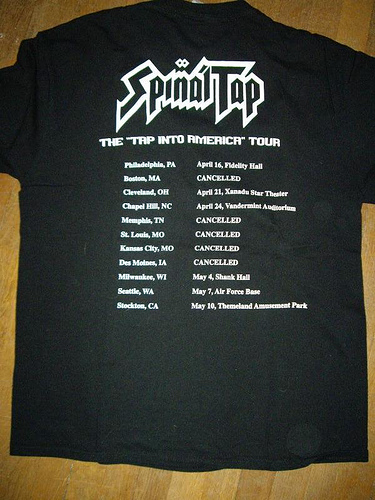 Spın̈al Tap
THE "TAP INTO AMERICA" TOUR
Philadelphia, PA April 16, Fidelity Hall
Boston, MA CANCELLED
Cleveland, OH April 21, Xanadu Star Theater
Chapel Hill, NC April 24, Vandermint Auditorium
Memphis, TN CANCELLED
St. Louis, MO CANCELLED
Kansas City, MO CANCELLED
Des Moines, IA CANCELLED
Milwaukee, WI May 4, Shank Hall
Seattle, WA May 7, Air Force Base
Stockton, CA May 10, Themeland Amusement Park